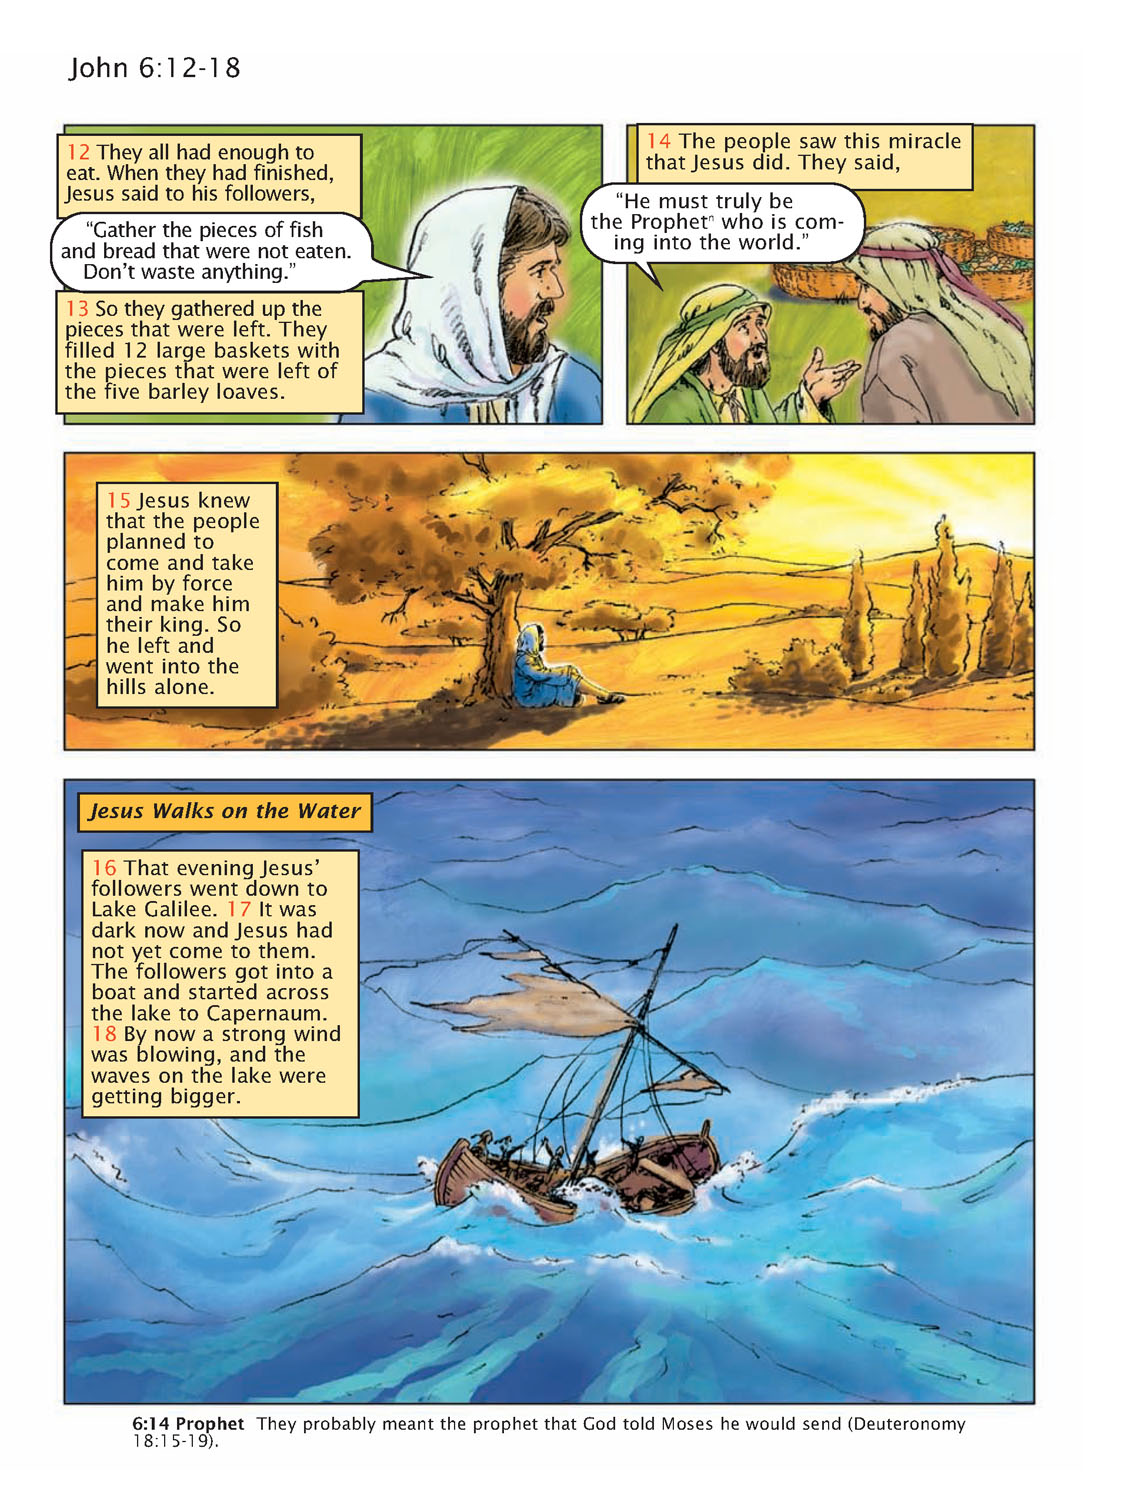 John 6:12-18
12 They all had enough to
eat. When they had finished,
Jesus said to his followers,
“Gather the pieces of fish
and bread that were not eaten.
Don’t waste anything.”
13 So they gathered up the
pieces that were left. They
filled 12 large baskets with
the pieces that were left of
the five barley loaves.
14 The people saw this miracle
that Jesus did. They said,
“He must truly be
the Prophetⁿ who is com-
ing into the world.”
15 Jesus knew
that the people
planned to
come and take
him by force
and make him
their king. So
he left and
went into the
hills alone.
Jesus Walks on the Water
16 That evening Jesus’
followers went down to
Lake Galilee. 17 It was
dark now and Jesus had
not yet come to them.
The followers got into a
boat and started across
the lake to Capernaum.
18 By now a strong wind
was blowing, and the
waves on the lake were
getting bigger.
6:14 Prophet They probably meant the prophet that God told Moses he would send (Deuteronomy
18:15-19).